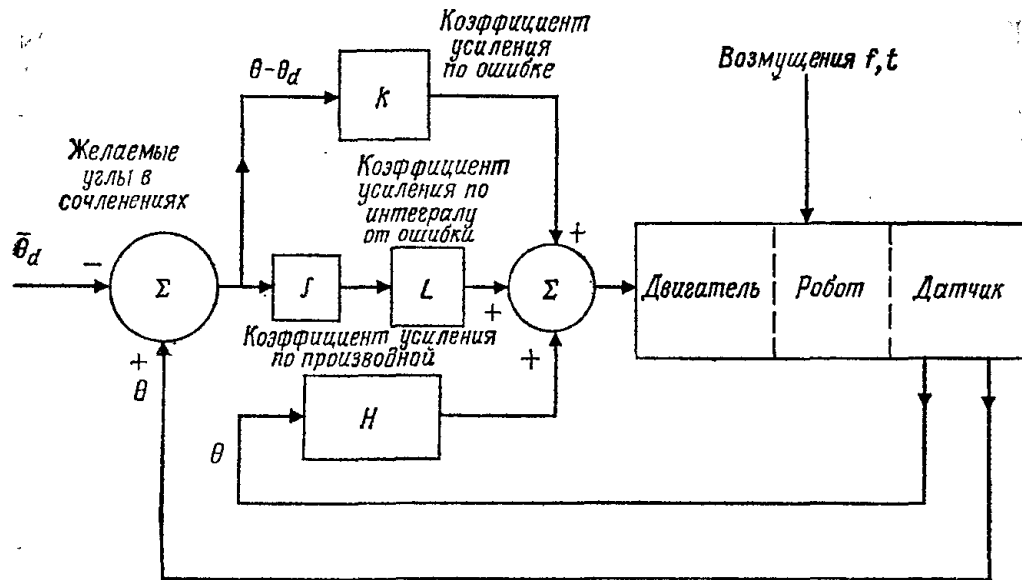 Коэффициент
усиления
по ошибке
θ-θd
K
Возмущения f,t
Желаемые
углы в
сочленениях
Коэффициент
усиления по
интегралу
от ошибки
+
θ̄d
−
Σ
∫
L
+
Σ
Двигатель
Робот
Датчик
Коэффициент усиления
по производной
+
+
θ
H
θ